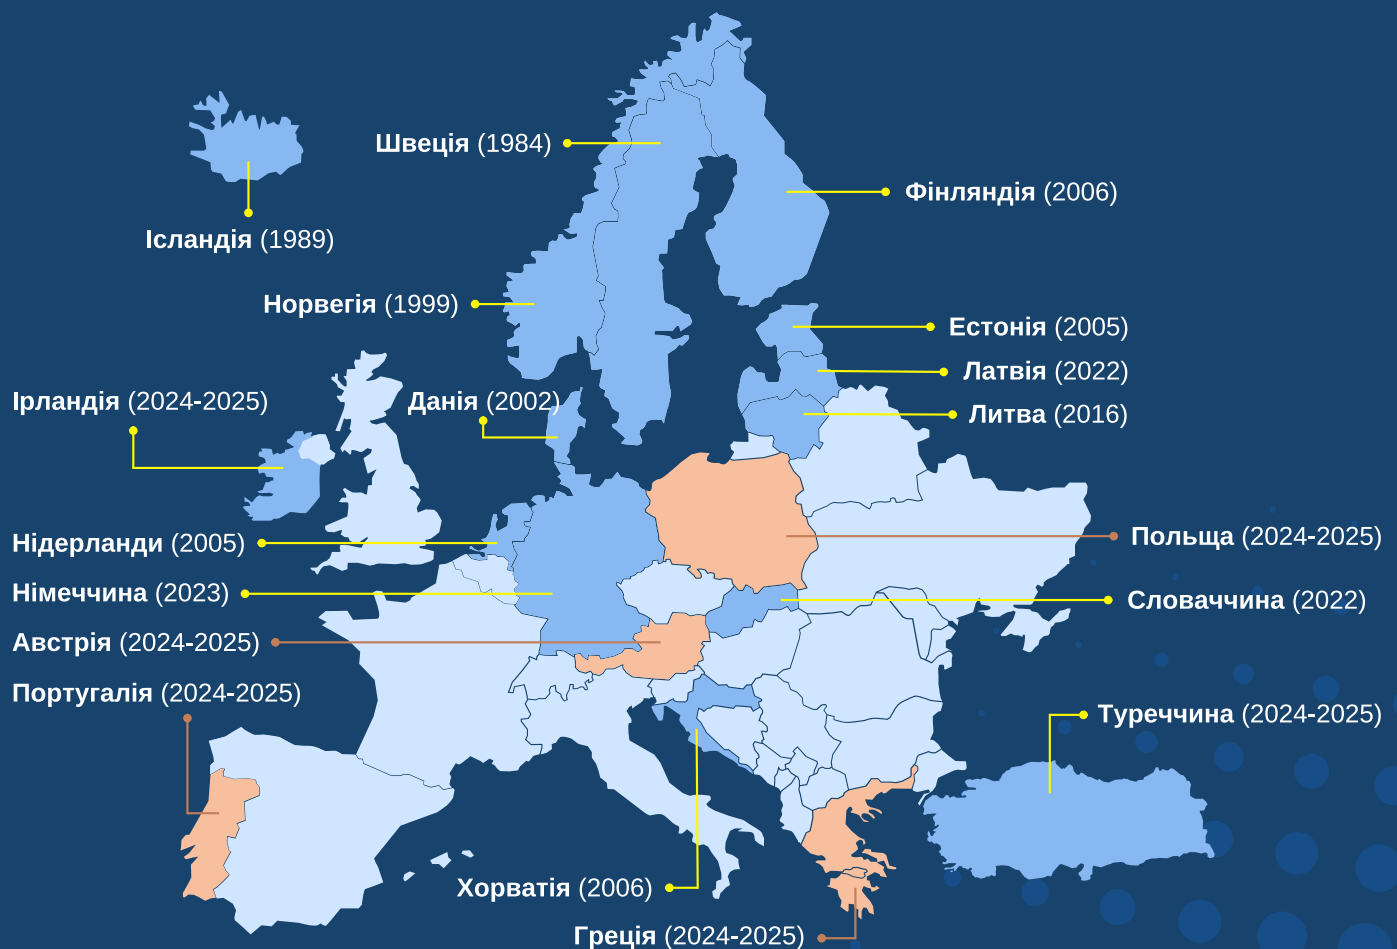 Швеція (1984)
Фінляндія (2006)
Ісландія (1989)
Норвегія (1999)
Естонія (2005)
Латвія (2022)
Ірландія (2024-2025)
Данія (2002)
Литва (2016)
Нідерланди (2005)
Польща (2024-2025)
Німеччина (2023)
Словаччина (2022)
Австрія (2024-2025)
Португалія (2024-2025)
Туреччина (2024-2025)
Хорватія (2006)
Греція (2024-2025)